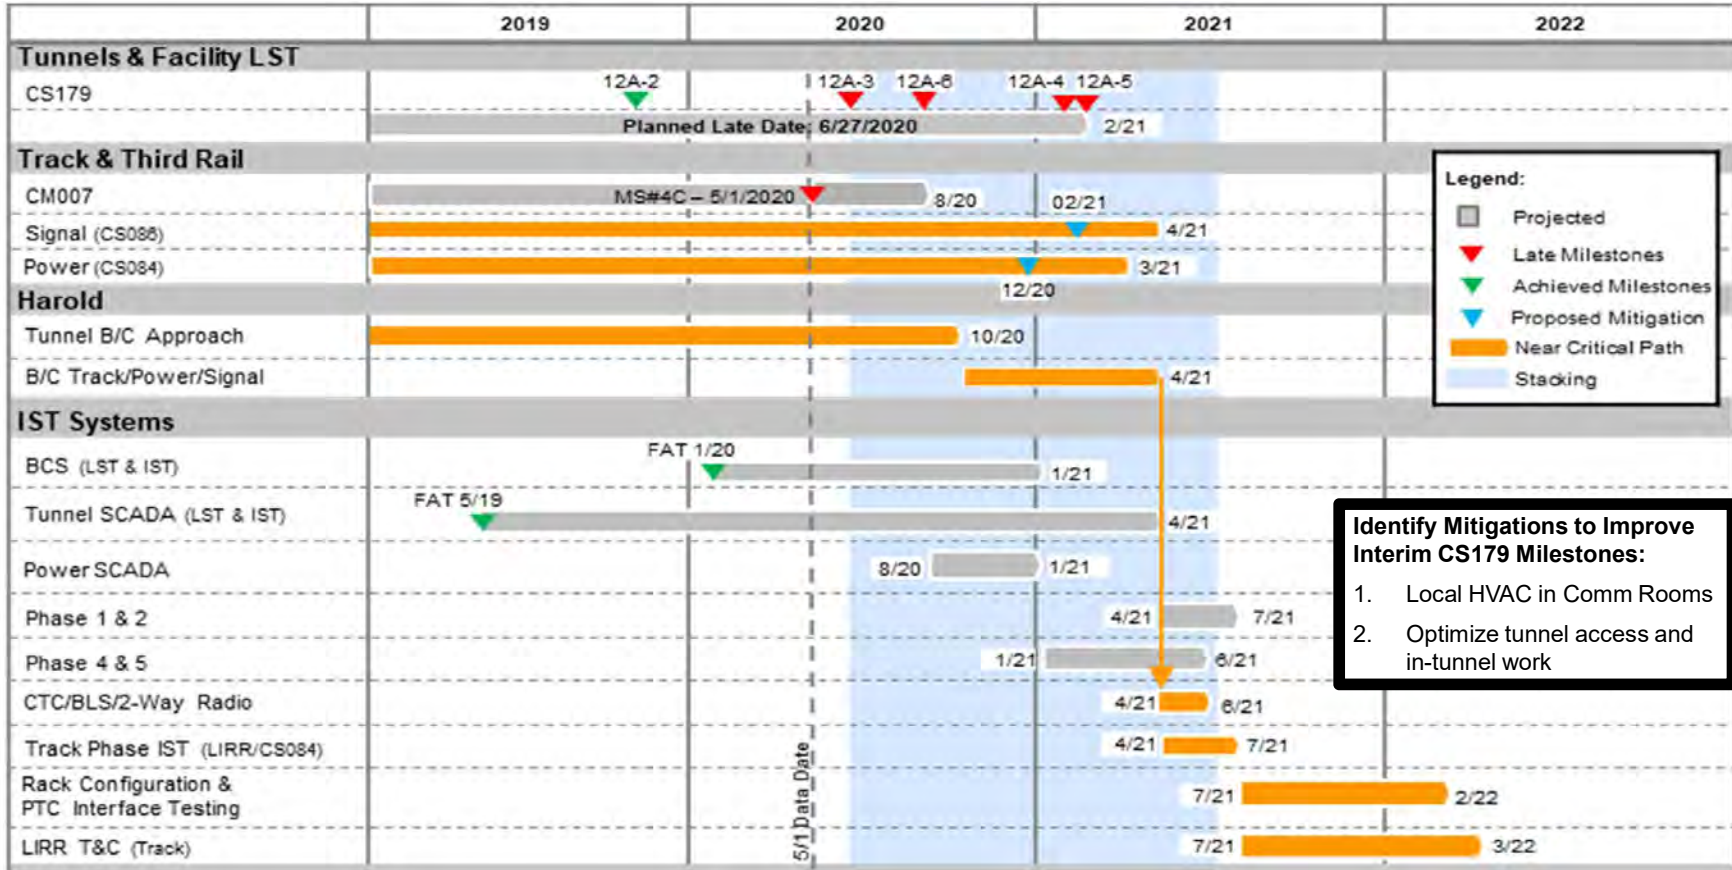 2019 2020 2021 2022
Tunnels & Facility LST
12A-2 12A-3 12A-6 12A-4 12A-5
CS179
Planned Late Date: 6/27/2020 2/21
Track & Third Rail
CM007 MS#4C – 5/1/2020 8/20 02/21
Signal (CS086) 4/21
Power (CS084) 3/21
12/20
Harold
Tunnel B/C Approach 10/20
B/C Track/Power/Signal 4/21
IST Systems
FAT 1/20
BCS (LST & IST) 1/21
FAT 5/19
Tunnel SCADA (LST & IST) 4/21
Power SCADA 8/20 1/21
Phase 1 & 2 4/21 7/21
Phase 4 & 5 1/21 6/21
CTC/BLS/2-Way Radio 4/21 6/21
Track Phase IST (LIRR/CS084) 4/21 7/21
Rack Configuration &
PTC Interface Testing 7/21 2/22
LIRR T&C (Track) 7/21 3/22
5/1 Data Date
Legend:
Projected
Late Milestones
Achieved Milestones
Proposed Mitigation
Near Critical Path
Stacking
Identify Mitigations to Improve
Interim CS179 Milestones:
1. Local HVAC in Comm Rooms
2. Optimize tunnel access and
in-tunnel work